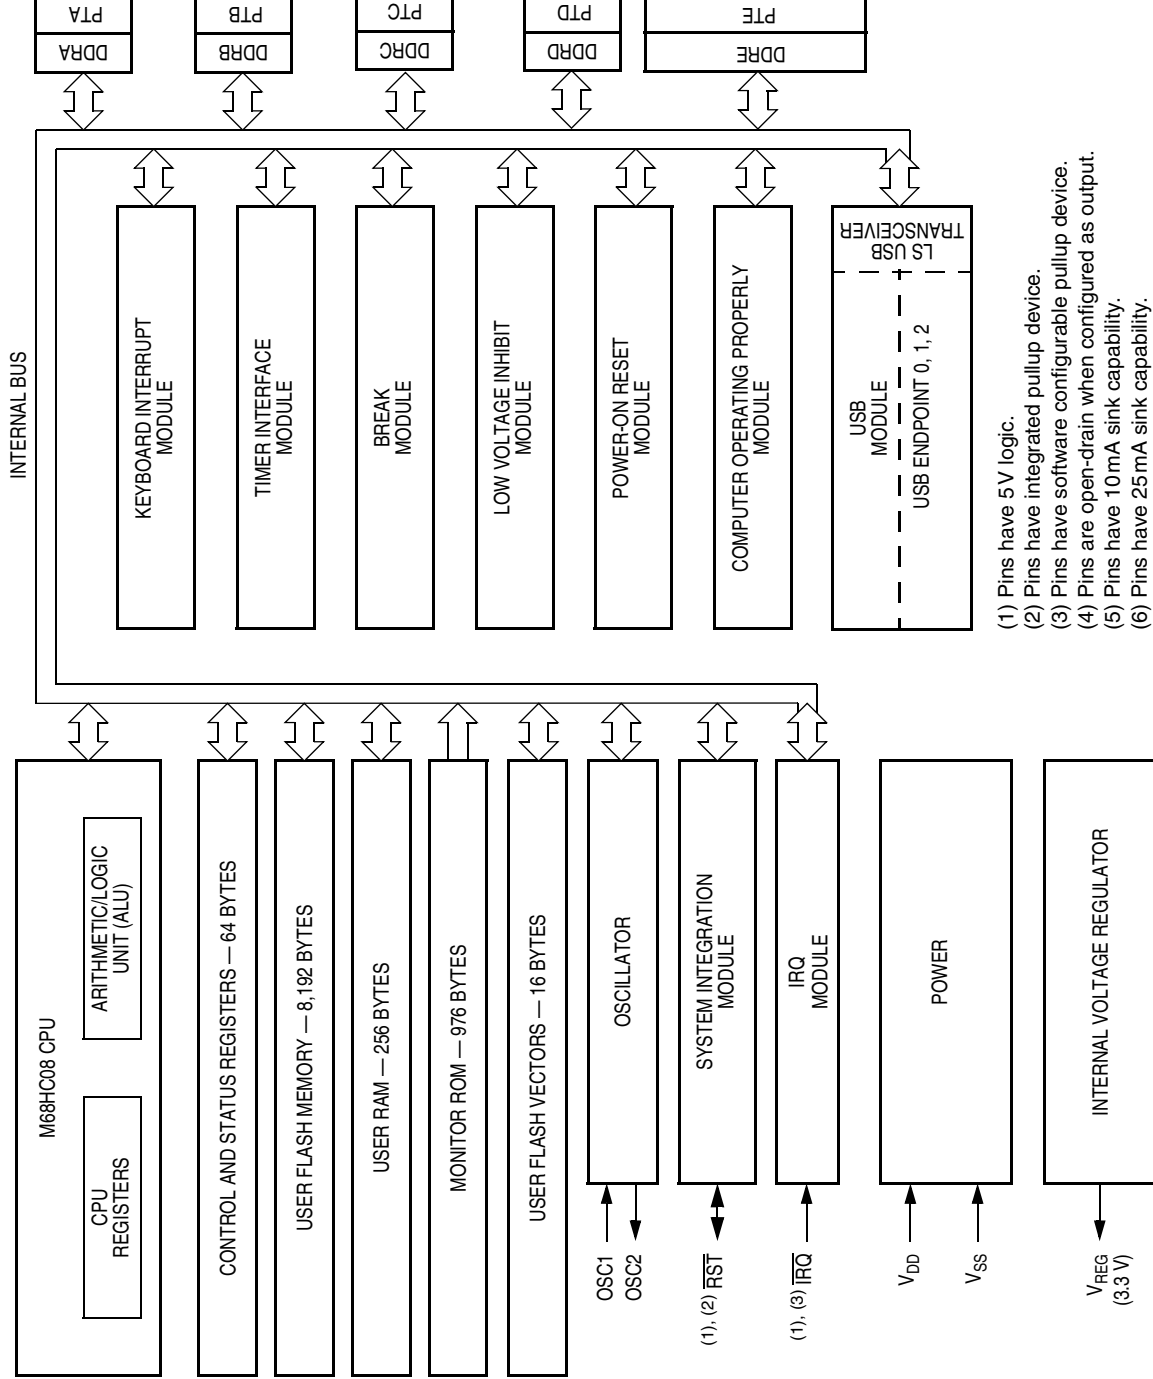 INTERNAL BUS
M68HC08 CPU
CPU
REGISTERS
ARITHMETIC/LOGIC
UNIT (ALU)
CONTROL AND STATUS REGISTERS — 64 BYTES
USER FLASH MEMORY — 8,192 BYTES
USER RAM — 256 BYTES
MONITOR ROM — 976 BYTES
USER FLASH VECTORS — 16 BYTES
OSC1
OSC2
OSCILLATOR
(1), (2) RST
SYSTEM INTEGRATION
MODULE
(1), (3) IRQ
IRQ
MODULE
VDD
VSS
POWER
VREG
(3.3 V)
INTERNAL VOLTAGE REGULATOR
KEYBOARD INTERRUPT
MODULE
TIMER INTERFACE
MODULE
BREAK
MODULE
LOW VOLTAGE INHIBIT
MODULE
POWER-ON RESET
MODULE
COMPUTER OPERATING PROPERLY
MODULE
USB
MODULE
USB ENDPOINT 0, 1, 2
LS USB
TRANSCEIVER
DDRA
PTA
DDRB
PTB
DDRC
PTC
DDRD
PTD
DDRE
PTE
(1) Pins have 5V logic.
(2) Pins have integrated pullup device.
(3) Pins have software configurable pullup device.
(4) Pins are open-drain when configured as output.
(5) Pins have 10mA sink capability.
(6) Pins have 25mA sink capability.